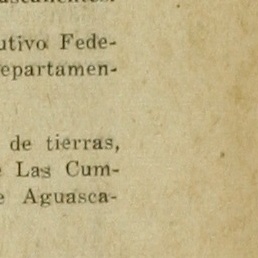 utivo Fede-
epartamen-
de tierras,
Las Cum-
e Aguasca-